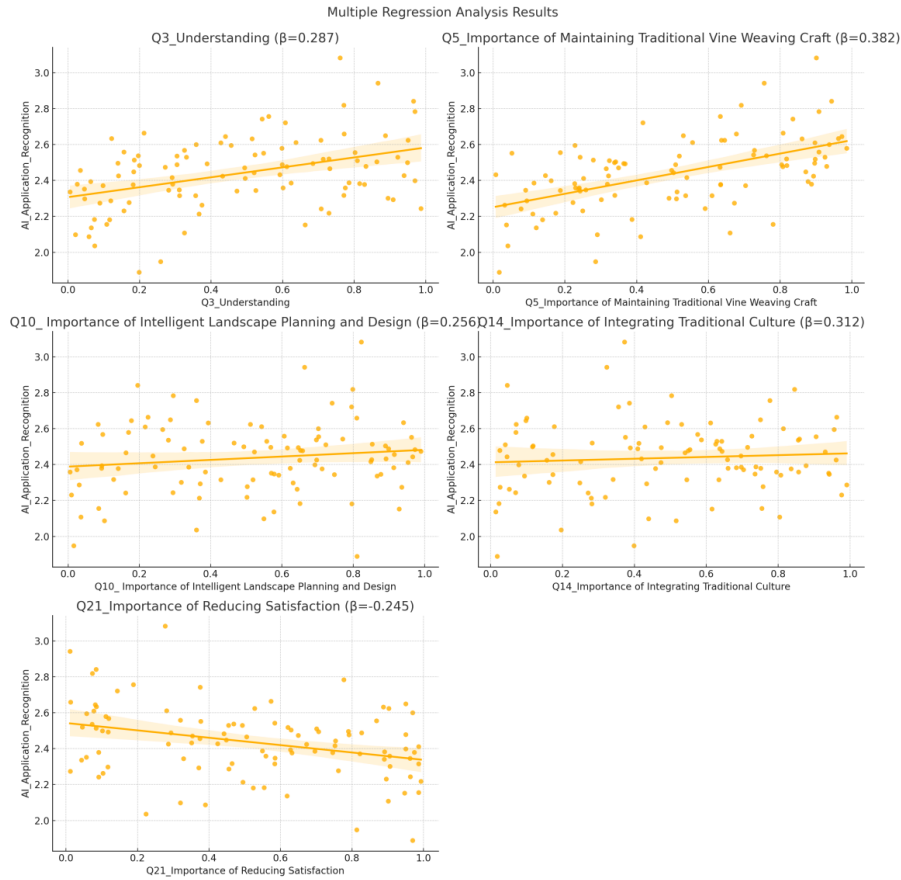 Multiple Regression Analysis Results
Q3_Understanding (β=0.287)
AI_Application_Recognition
3.0
2.8
2.6
2.4
2.2
2.0
0.0 0.2 0.4 0.6 0.8 1.0
Q3_Understanding
Q5_Importance of Maintaining Traditional Vine Weaving Craft (β=0.382)
AI_Application_Recognition
3.0
2.8
2.6
2.4
2.2
2.0
0.0 0.2 0.4 0.6 0.8 1.0
Q5_Importance of Maintaining Traditional Vine Weaving Craft
Q10_ Importance of Intelligent Landscape Planning and Design (β=0.256)
AI_Application_Recognition
3.0
2.8
2.6
2.4
2.2
2.0
0.0 0.2 0.4 0.6 0.8 1.0
Q10_ Importance of Intelligent Landscape Planning and Design
Q14_Importance of Integrating Traditional Culture (β=0.312)
AI_Application_Recognition
3.0
2.8
2.6
2.4
2.2
2.0
0.0 0.2 0.4 0.6 0.8 1.0
Q14_Importance of Integrating Traditional Culture
Q21_Importance of Reducing Satisfaction (β=-0.245)
AI_Application_Recognition
3.0
2.8
2.6
2.4
2.2
2.0
0.0 0.2 0.4 0.6 0.8 1.0
Q21_Importance of Reducing Satisfaction